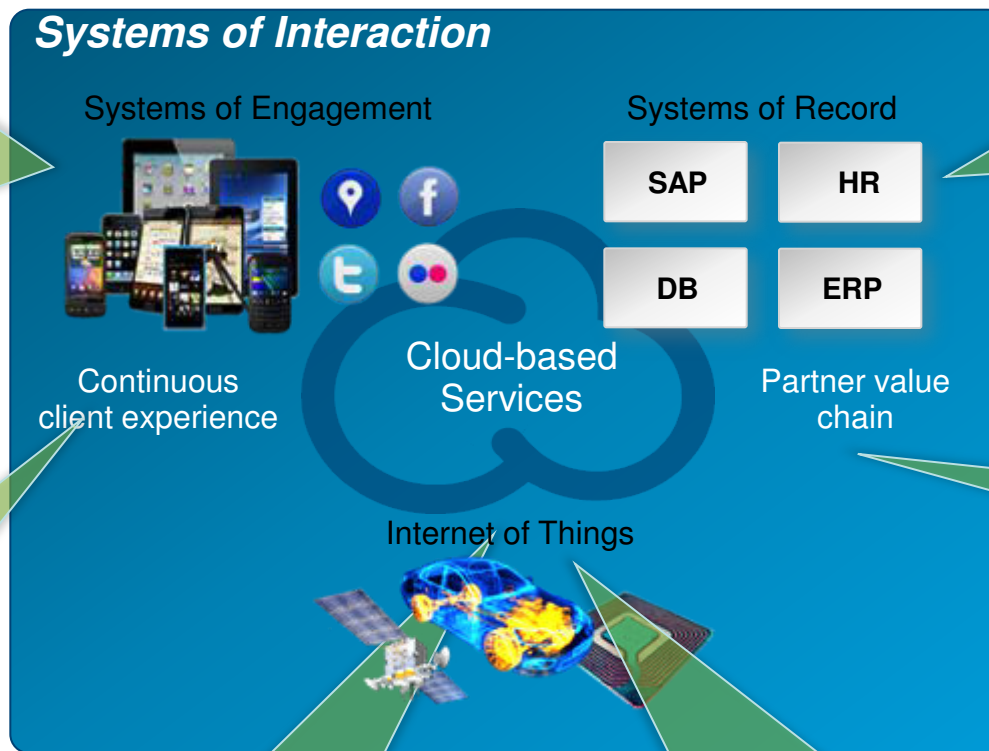 Systems of Interaction
Systems of Engagement
Systems of Record
SAP
HR
DB
ERP
Cloud-based
Services
Continuous
client experience
Partner value
chain
Internet of Things